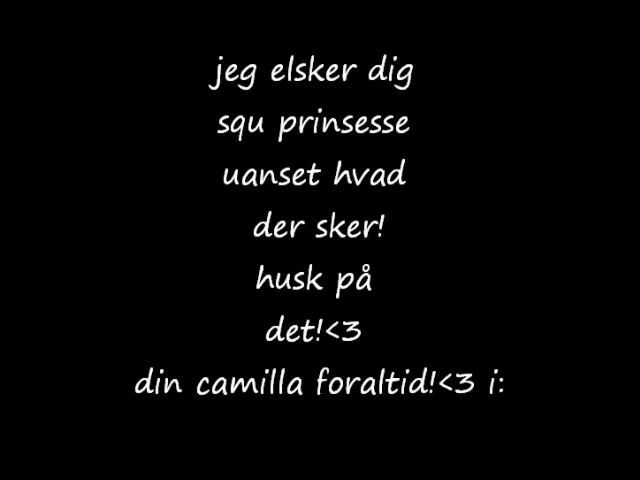 jeg elsker dig
squ prinsesse
uanset hvad
der sker!
husk på
det!<3
din camilla foraltid!<3 i: